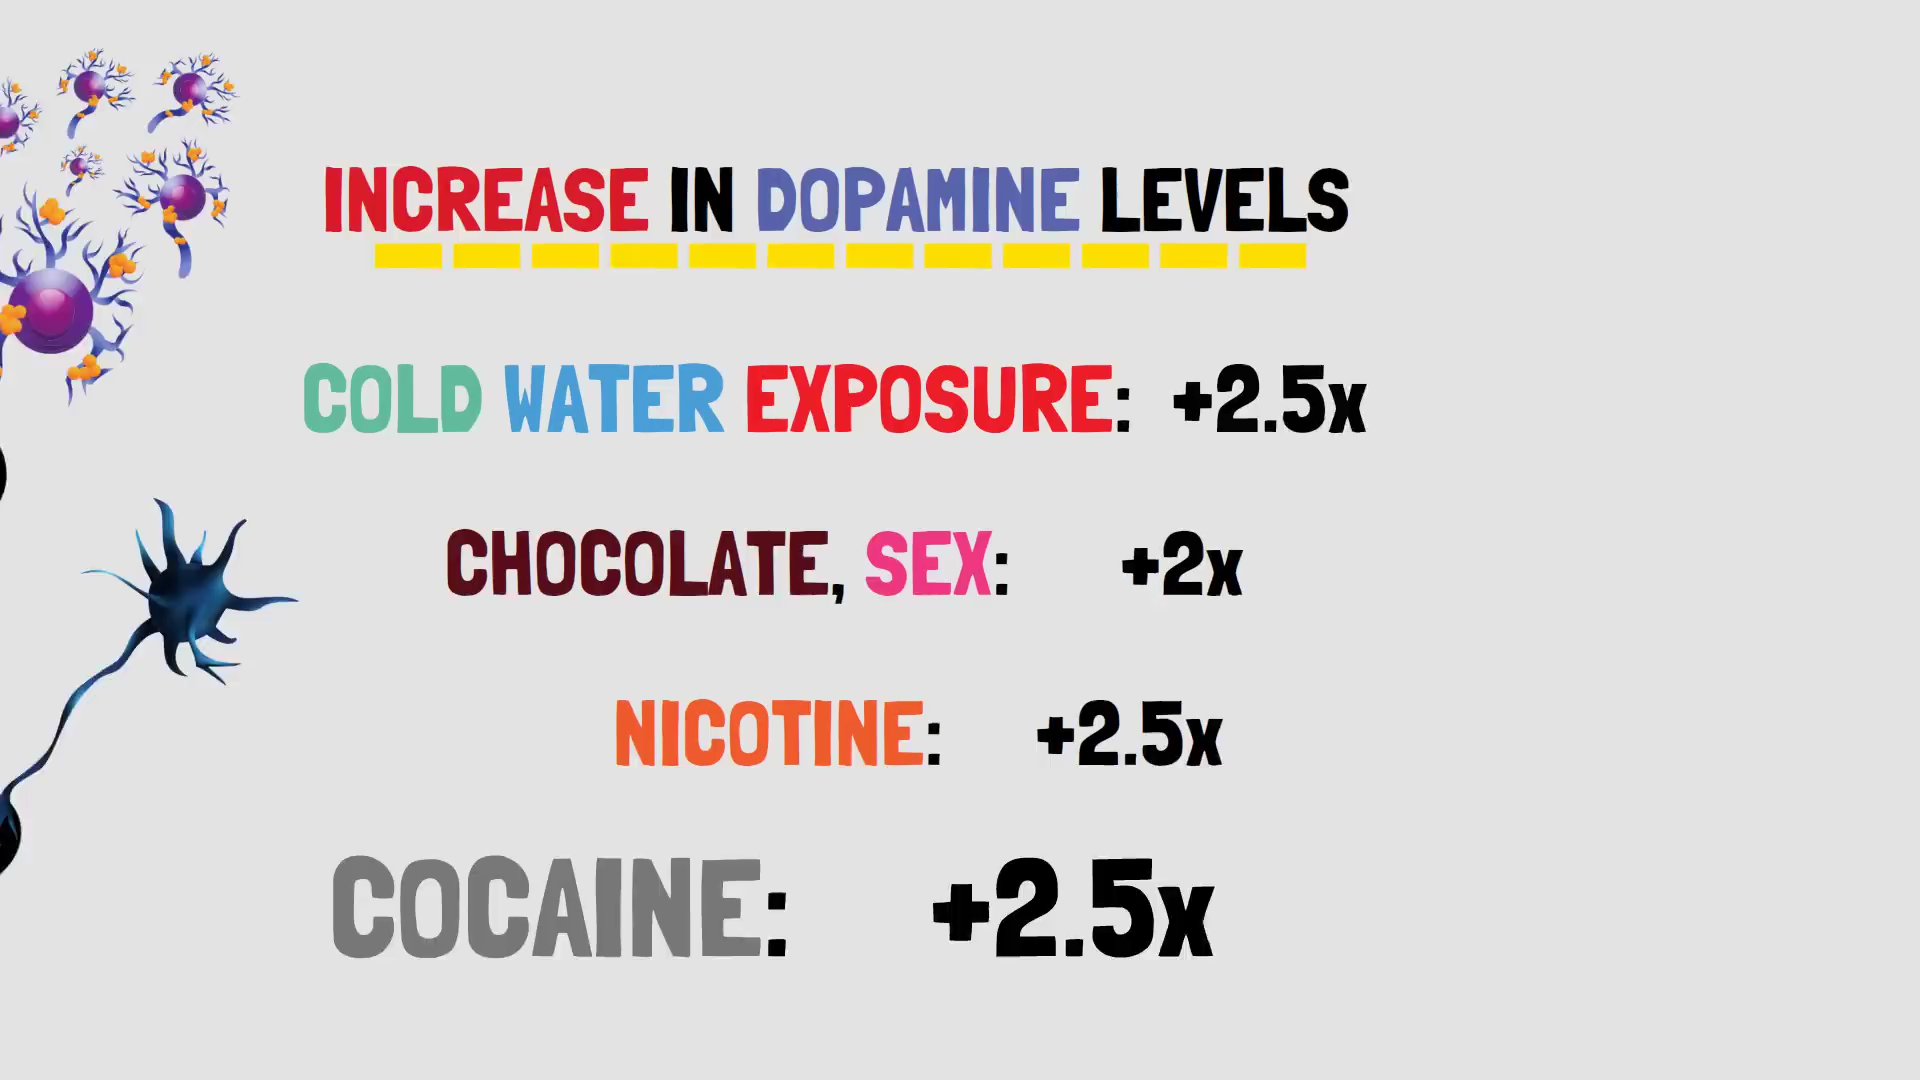 INCREASE IN DOPAMINE LEVELS
COLD WATER EXPOSURE: +2.5x
CHOCOLATE, SEX: +2x
NICOTINE: +2.5x
COCAINE: +2.5x